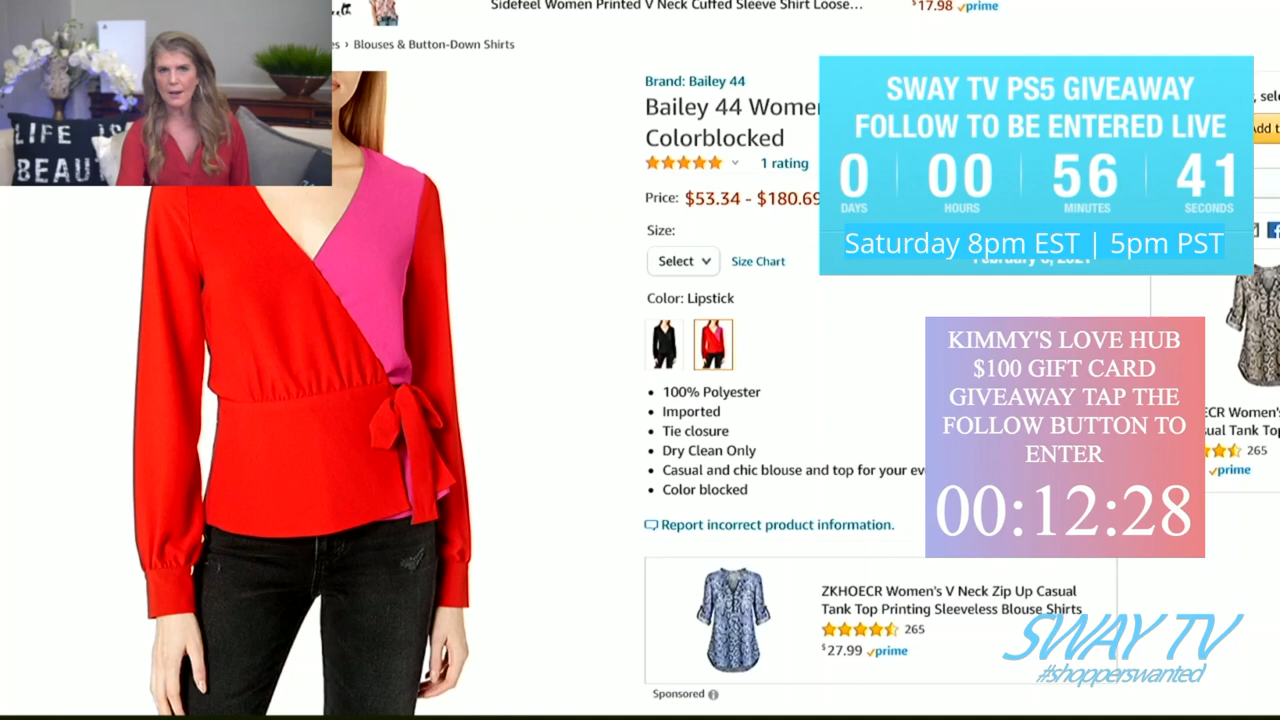 Sidefeel Women Printed V Neck Cuffed Sleeve Shirt Loose...
$17.98 prime
es › Blouses & Button-Down Shirts
LIFE IS
BEAU
Brand: Bailey 44
Bailey 44 Women
Colorblocked
1 rating
Price: $53.34 - $180.69
Size:
Select
Size Chart
Color: Lipstick
100% Polyester
Imported
Tie closure
Dry Clean Only
Casual and chic blouse and top for your ev
Color blocked
Report incorrect product information.
SWAY TV PS5 GIVEAWAY
FOLLOW TO BE ENTERED LIVE
0 00 56 41
DAYS HOURS MINUTES SECONDS
Saturday 8pm EST | 5pm PST
, sel
Add t
KIMMY'S LOVE HUB
$100 GIFT CARD
GIVEAWAY TAP THE
FOLLOW BUTTON TO
ENTER
00:12:28
ECR Women's
ual Tank Top
265
prime
ZKHOECR Women's V Neck Zip Up Casual
Tank Top Printing Sleeveless Blouse Shirts
265
$27.99 prime
Sponsored
SWAY TV
#shopperswanted